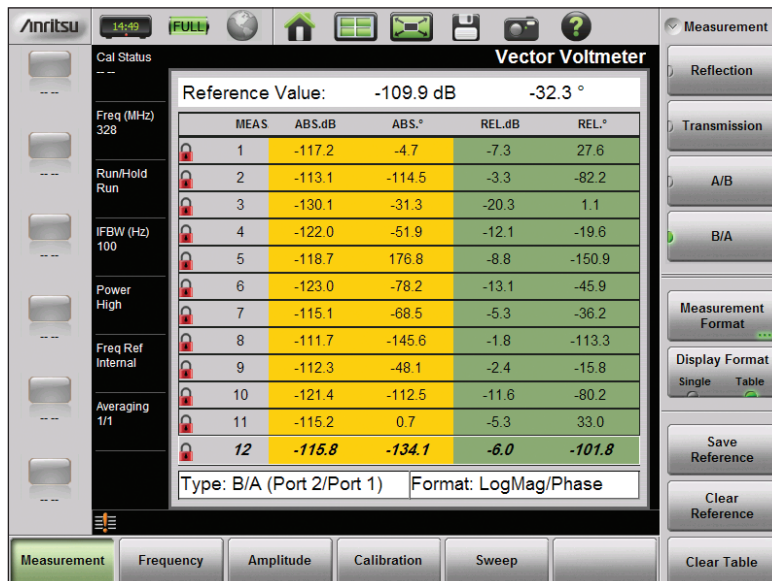 Anritsu 14:49 FULL ? Measurement
Vector Voltmeter
Cal Status
-- --
Freq (MHz)
328
Run/Hold
Run
IFBW (Hz)
100
Power
High
Freq Ref
Internal
Averaging
1/1
-- --
-- --
-- --
-- --
-- --
-- --
Reference Value: -109.9 dB -32.3 °
MEAS ABS.dB ABS.° REL.dB REL.°
1 -117.2 -4.7 -7.3 27.6
2 -113.1 -114.5 -3.3 -82.2
3 -130.1 -31.3 -20.3 1.1
4 -122.0 -51.9 -12.1 -19.6
5 -118.7 176.8 -8.8 -150.9
6 -123.0 -78.2 -13.1 -45.9
7 -115.1 -68.5 -5.3 -36.2
8 -111.7 -145.6 -1.8 -113.3
9 -112.3 -48.1 -2.4 -15.8
10 -121.4 -112.5 -11.6 -80.2
11 -115.2 0.7 -5.3 33.0
12 -115.8 -134.1 -6.0 -101.8
Type: B/A (Port 2/Port 1) Format: LogMag/Phase
Reflection
Transmission
A/B
B/A
Measurement
Format
Display Format
Single Table
Save
Reference
Clear
Reference
Clear Table
Measurement Frequency Amplitude Calibration Sweep